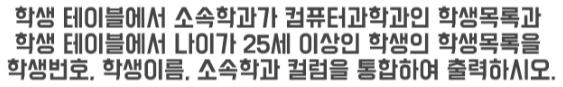 학생 테이블에서 소속학과가 컴퓨터과학과인 학생목록과
학생 테이블에서 나이가 25세 이상인 학생의 학생목록을
학생번호, 학생이름, 소속학과 컬럼을 통합하여 출력하시오.